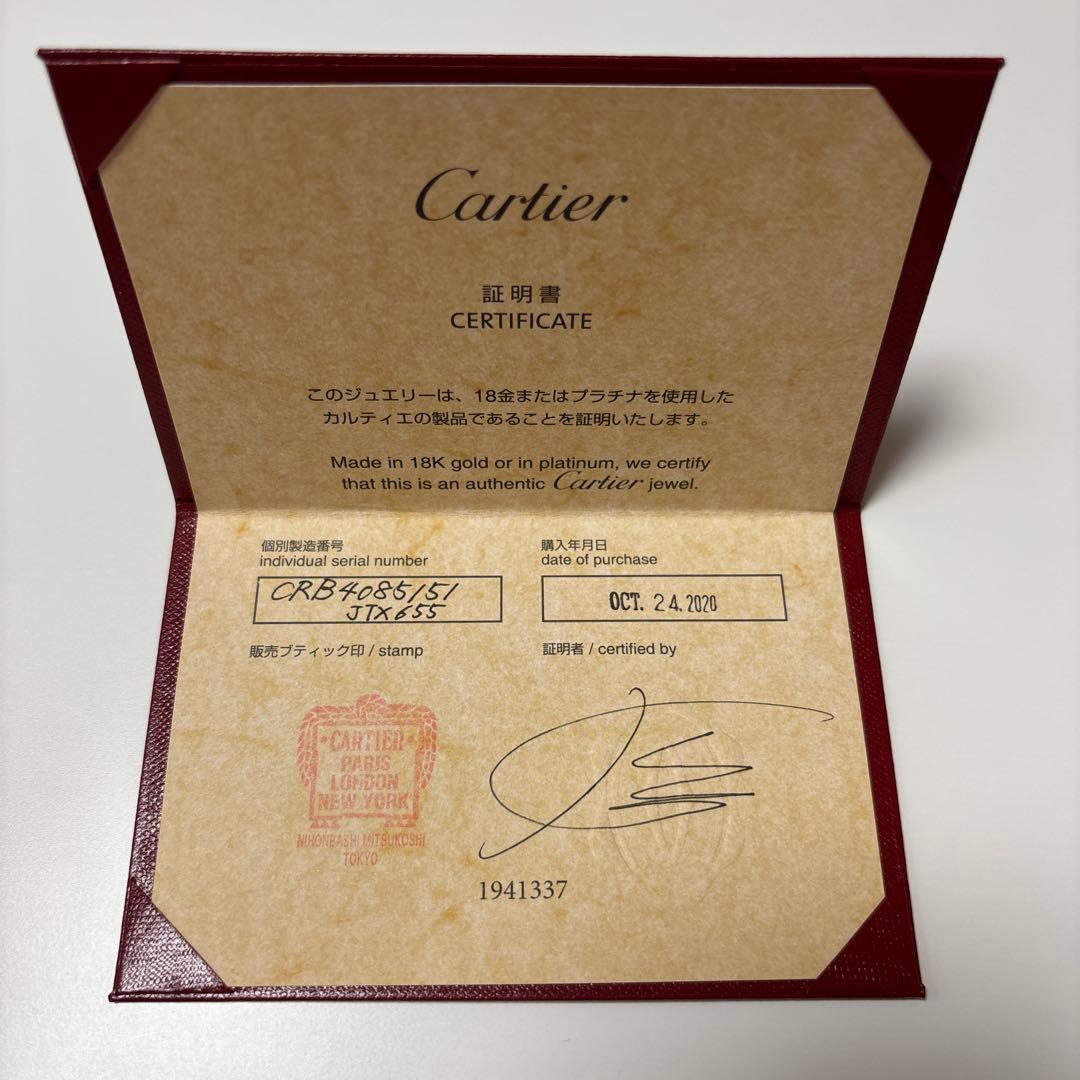 Cartier
証明書
CERTIFICATE
このジュエリーは、18金またはプラチナを使用した
カルティエの製品であることを証明いたします。
Made in 18K gold or in platinum, we certify
that this is an authentic Cartier jewel.
個別製造番号
individual serial number
CRB4085151
JTX655
購入年月日
date of purchase
OCT. 24.2020
販売ブティック印 / stamp
証明者 / certified by
CARTIER
PARIS
LONDON
NEW YORK
NIHONBASHI MITSUKOSHI
TOKYO
1941337